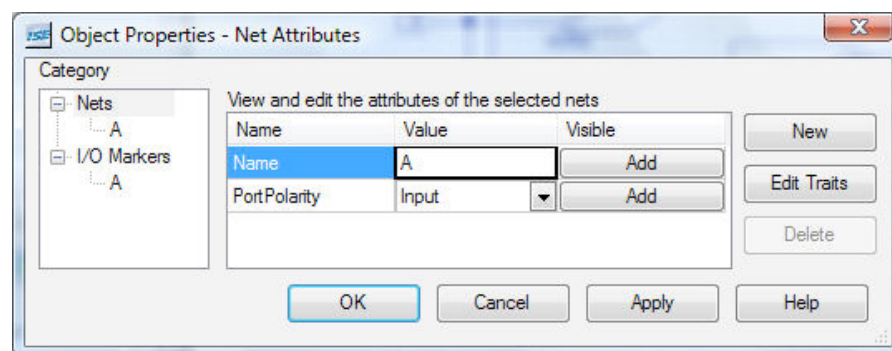 ISE Object Properties - Net Attributes
Category
Nets
A
I/O Markers
A
View and edit the attributes of the selected nets
Name Value Visible
Name A Add
PortPolarity Input Add
New
Edit Traits
Delete
OK Cancel Apply Help